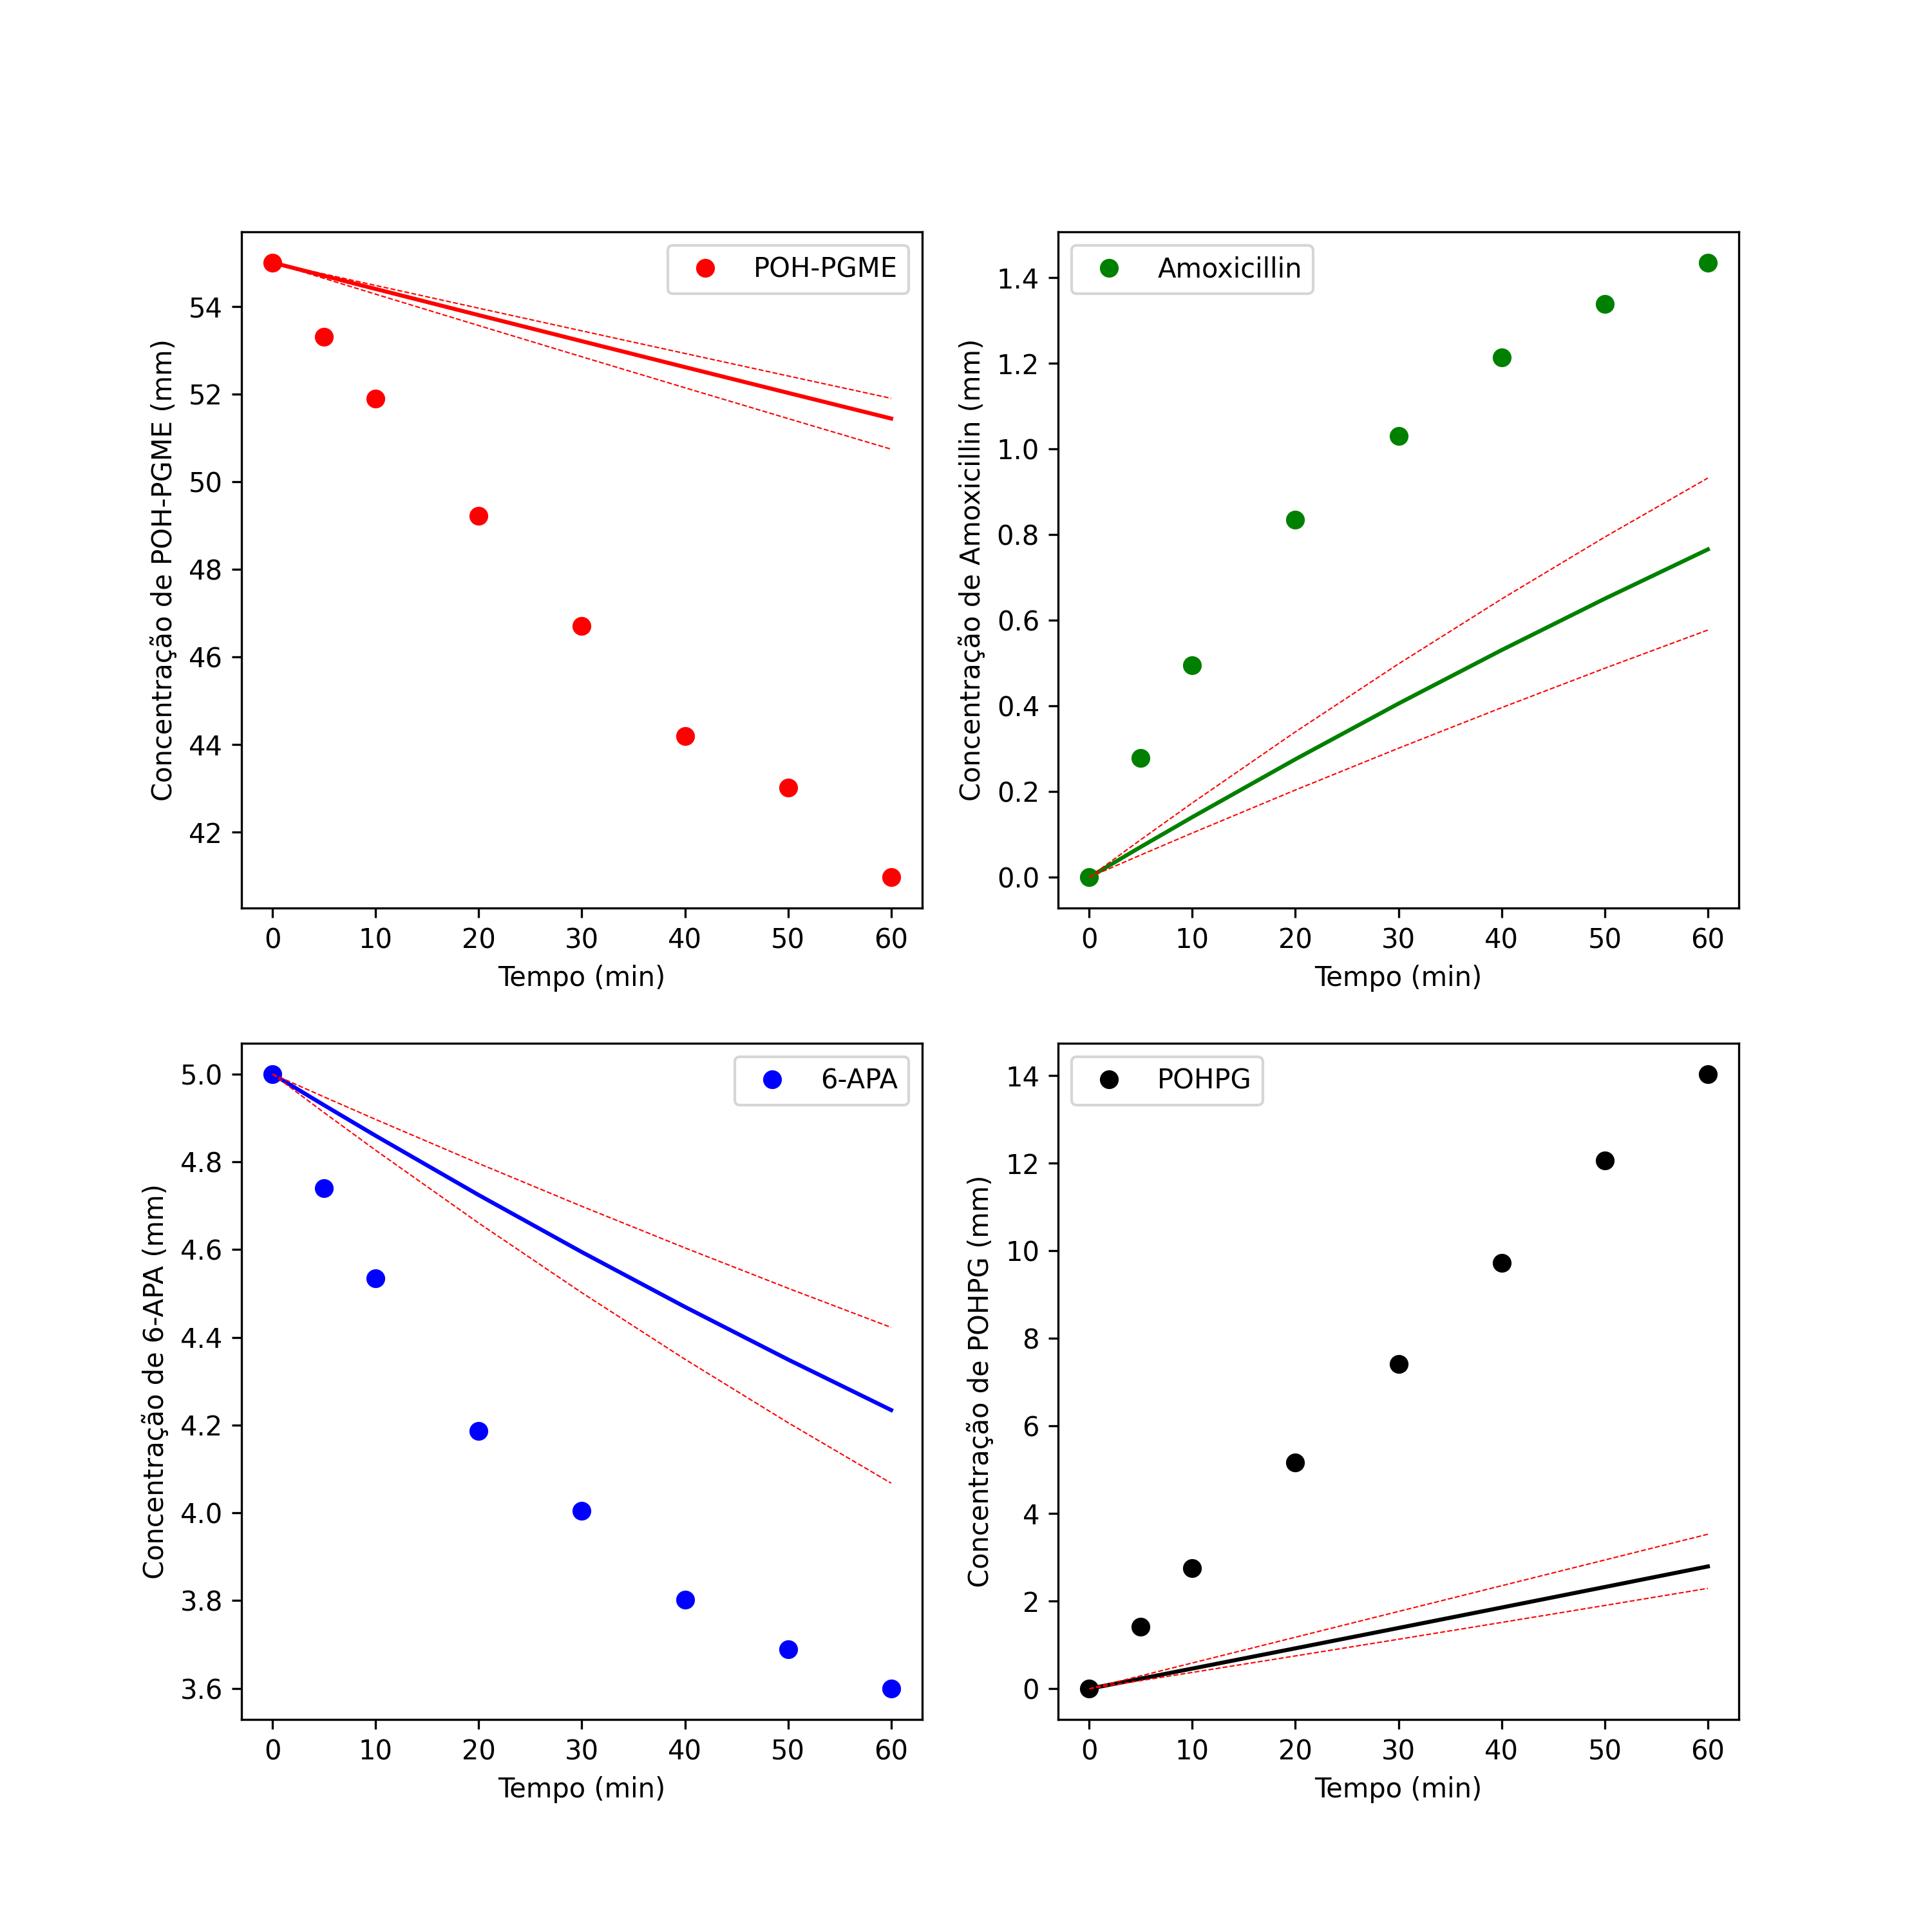 POH-PGME
Concentração de POH-PGME (mm)
54
52
50
48
46
44
42
0 10 20 30 40 50 60
Tempo (min)
Amoxicillin
Concentração de Amoxicillin (mm)
1.4
1.2
1.0
0.8
0.6
0.4
0.2
0.0
0 10 20 30 40 50 60
Tempo (min)
6-APA
Concentração de 6-APA (mm)
5.0
4.8
4.6
4.4
4.2
4.0
3.8
3.6
0 10 20 30 40 50 60
Tempo (min)
POHPG
Concentração de POHPG (mm)
14
12
10
8
6
4
2
0
0 10 20 30 40 50 60
Tempo (min)